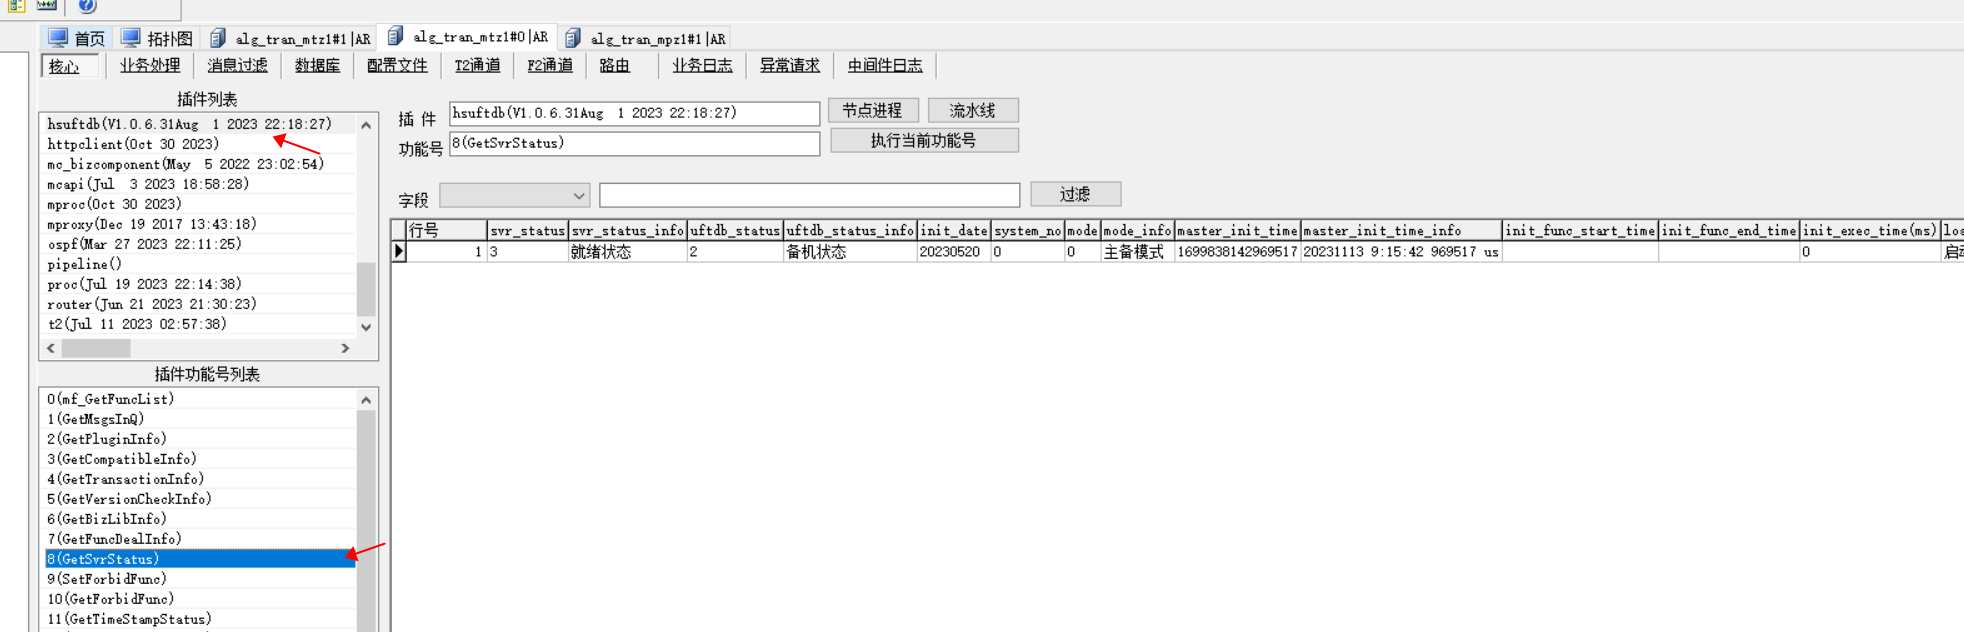 首页 拓扑图 alg_tran_mtz1#1|AR alg_tran_mtz1#0|AR alg_tran_mpz1#1|AR
核心 业务处理 消息过滤 数据库 配置文件 T2通道 F2通道 路由 业务日志 异常请求 中间件日志
插件列表
hsuftdb(V1.0.6.31Aug  1 2023 22:18:27)
httpclient(Oct 30 2023)
mc_bizcomponent(May  5 2022 23:02:54)
mcapi(Jul  3 2023 18:58:28)
mproc(Oct 30 2023)
mproxy(Dec 19 2017 13:43:18)
ospf(Mar 27 2023 22:11:25)
pipeline()
proc(Jul 19 2023 22:14:38)
router(Jun 21 2023 21:30:23)
t2(Jul 11 2023 02:57:38)
插件功能号列表
0(mf_GetFuncList)
1(GetMsgsInQ)
2(GetPluginInfo)
3(GetCompatibleInfo)
4(GetTransactionInfo)
5(GetVersionCheckInfo)
6(GetBizLibInfo)
7(GetFuncDealInfo)
8(GetSvrStatus)
9(SetForbidFunc)
10(GetForbidFunc)
11(GetTimeStampStatus)
插 件 hsuftdb(V1.0.6.31Aug  1 2023 22:18:27) 节点进程 流水线
功能号 8(GetSvrStatus) 执行当前功能号
字段 过滤
行号 svr_status svr_status_info uftdb_status uftdb_status_info init_date system_no mode mode_info master_init_time master_init_time_info init_func_start_time init_func_end_time init_exec_time(ms) loa
1 3 就绪状态 2 备机状态 20230520 0 0 主备模式 1699838142969517 20231113 9:15:42 969517 us 0 启动